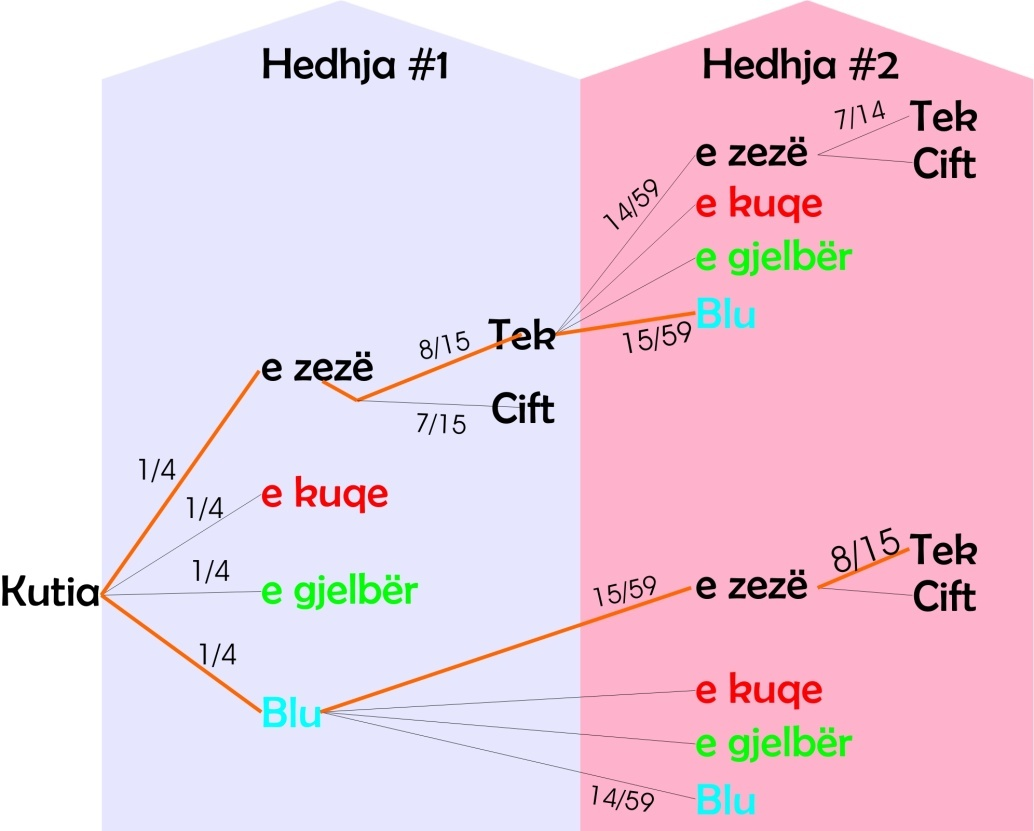 Hedhja #1
Hedhja #2
7/14
Tek
e zezë
Cift
14/59
e kuqe
e gjelbër
Blu
15/59
Tek
8/15
e zezë
Cift
7/15
1/4
e kuqe
1/4
1/4
e gjelbër
Kutia
1/4
Blu
15/59
e zezë
8/15
Tek
Cift
e kuqe
e gjelbër
14/59
Blu